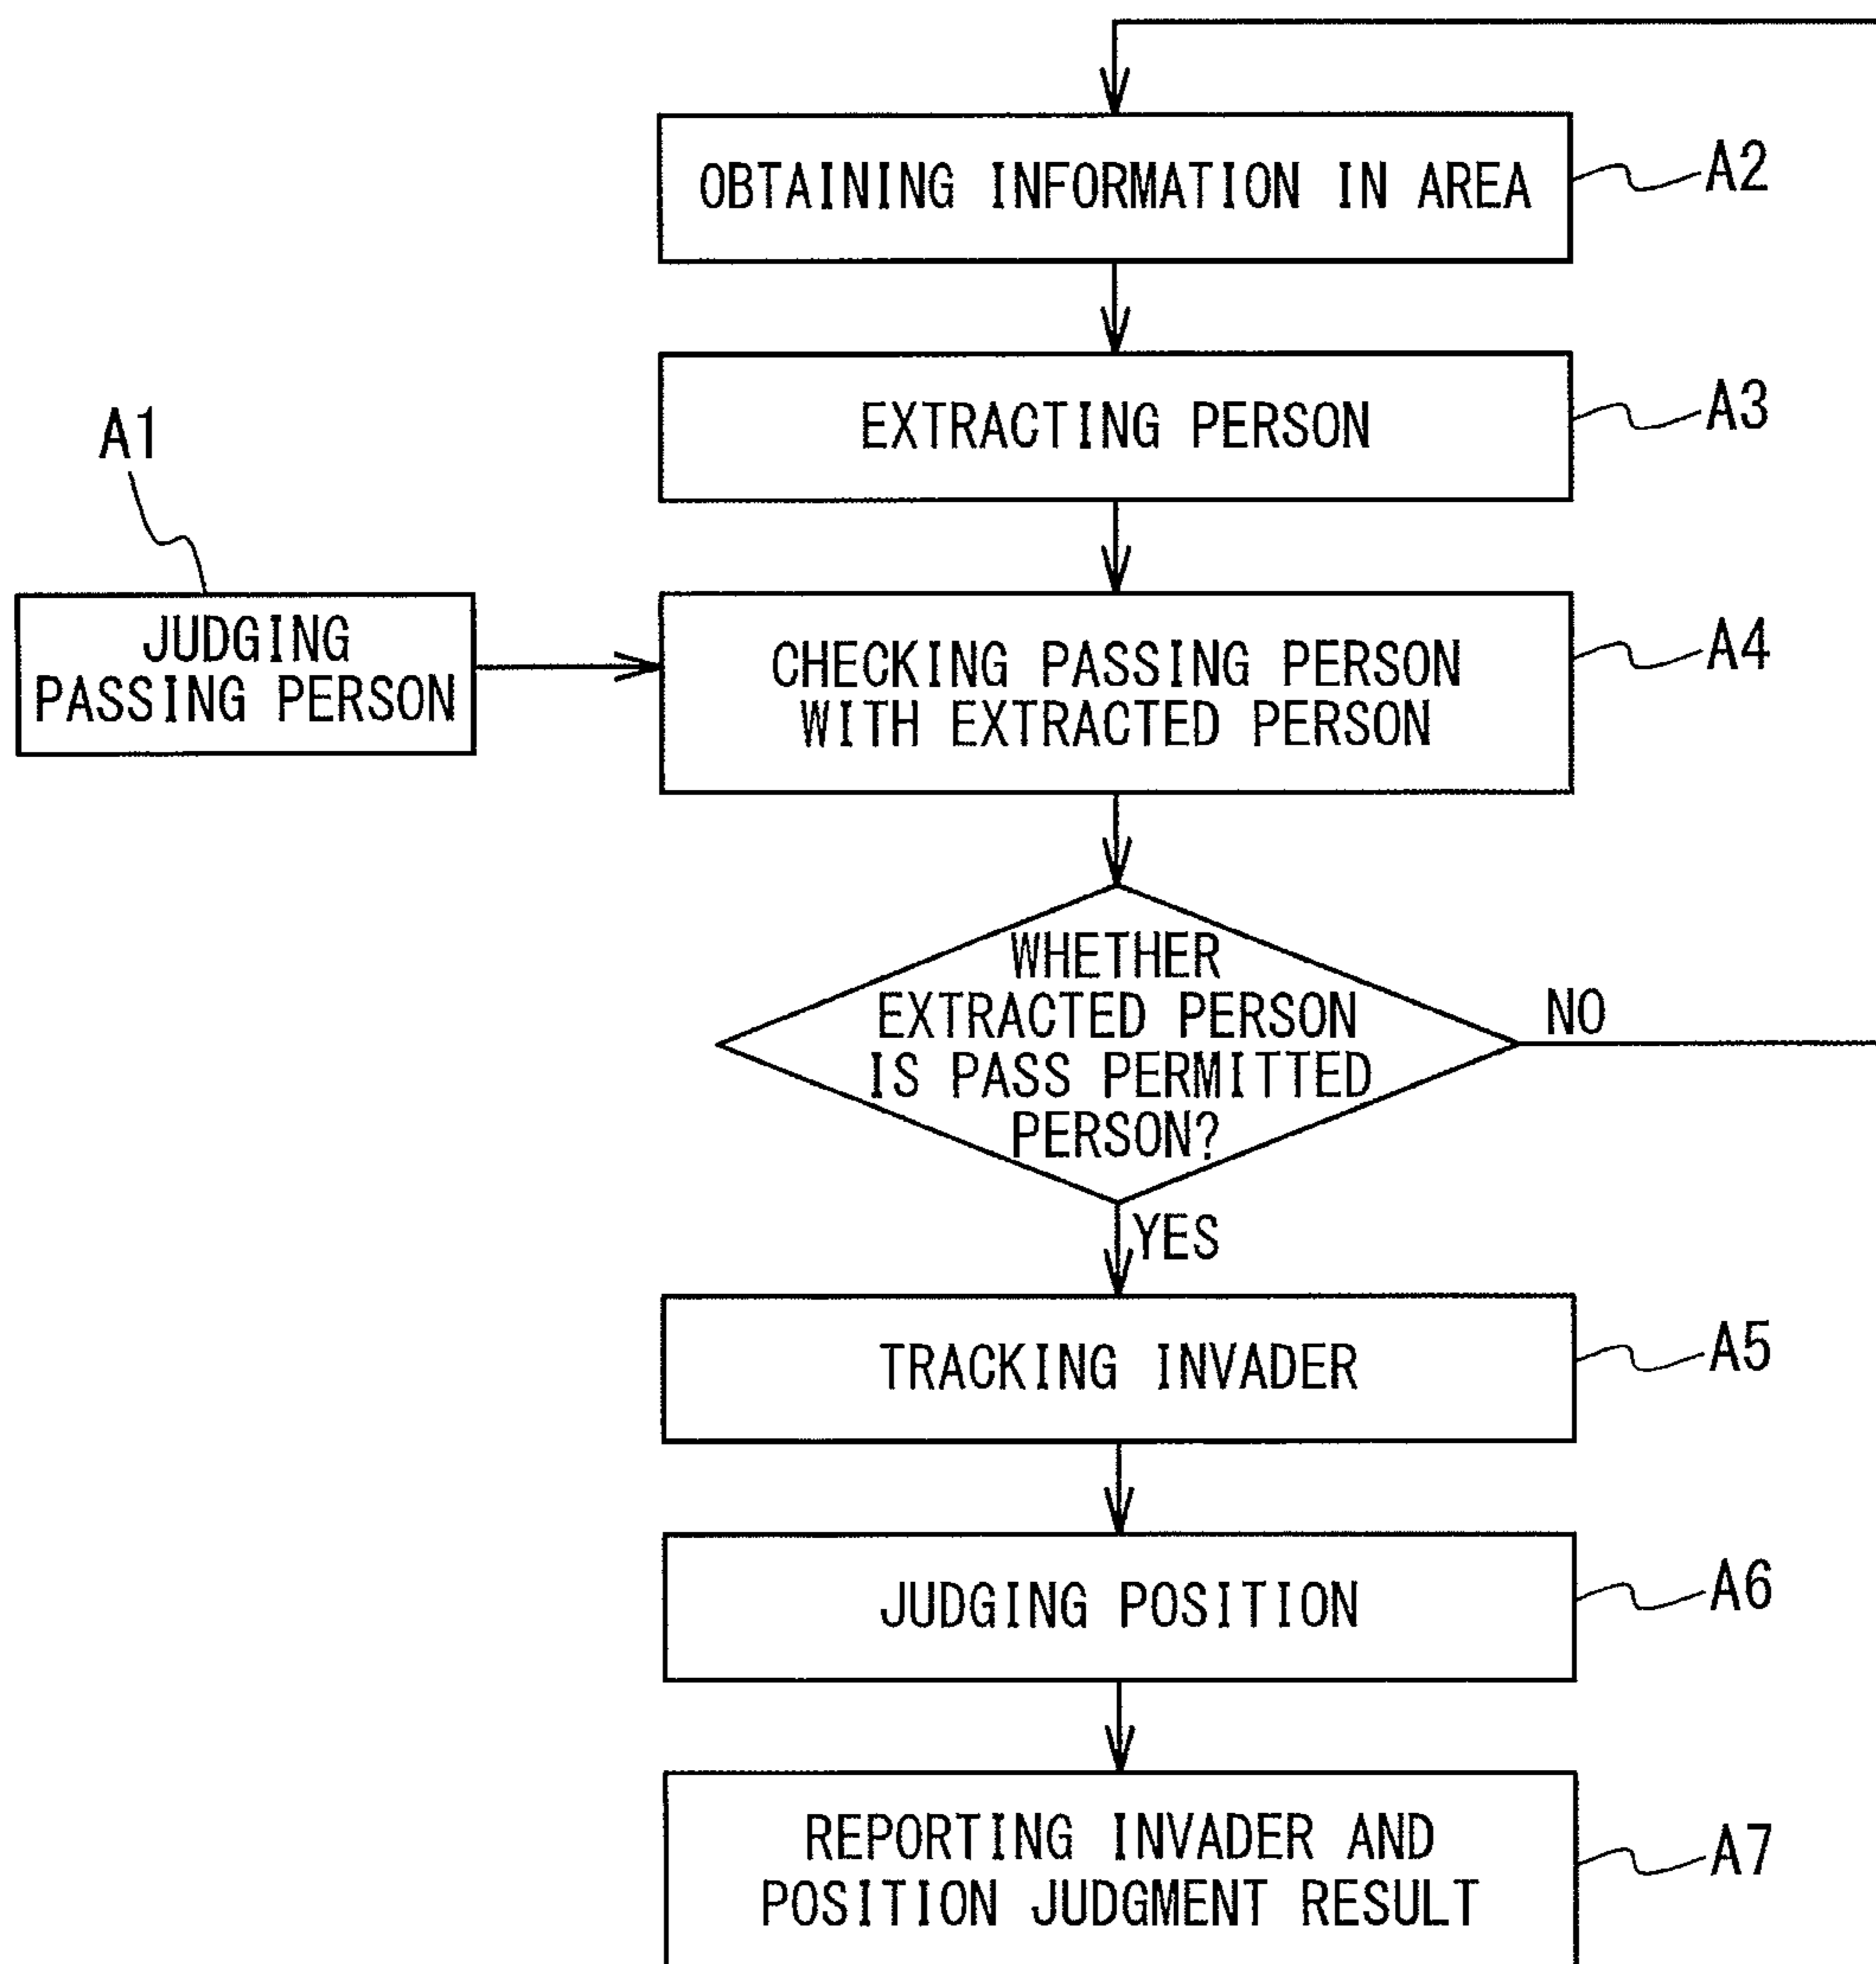 OBTAINING INFORMATION IN AREA
A2
EXTRACTING PERSON
A3
A1
JUDGING
PASSING PERSON
CHECKING PASSING PERSON
WITH EXTRACTED PERSON
A4
WHETHER
EXTRACTED PERSON
IS PASS PERMITTED
PERSON?
NO
YES
TRACKING INVADER
A5
JUDGING POSITION
A6
REPORTING INVADER AND
POSITION JUDGMENT RESULT
A7